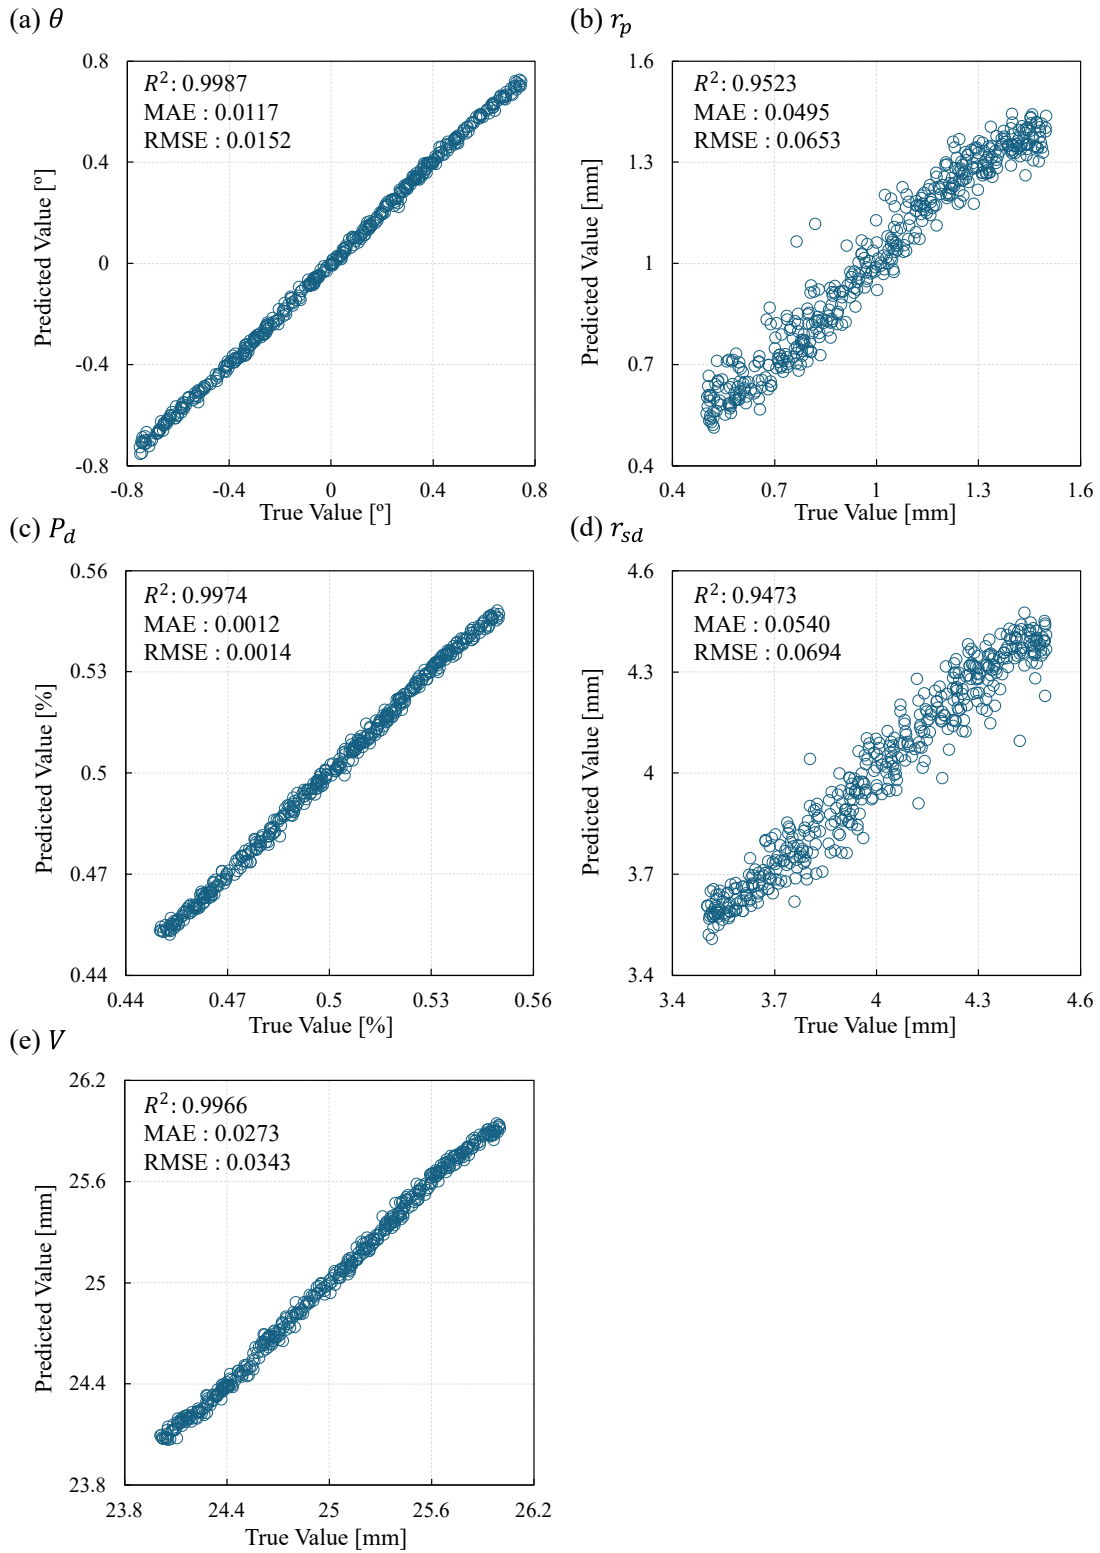 (a) θ
0.8
0.4
0
-0.4
-0.8
Predicted Value [º]
R²: 0.9987
MAE : 0.0117
RMSE : 0.0152
-0.8 -0.4 0 0.4 0.8
True Value [º]
(b) r_p
1.6
1.3
1
0.7
0.4
Predicted Value [mm]
R²: 0.9523
MAE : 0.0495
RMSE : 0.0653
0.4 0.7 1 1.3 1.6
True Value [mm]
(c) P_d
0.56
0.53
0.5
0.47
0.44
Predicted Value [%]
R²: 0.9974
MAE : 0.0012
RMSE : 0.0014
0.44 0.47 0.5 0.53 0.56
True Value [%]
(d) r_sd
4.6
4.3
4
3.7
3.4
Predicted Value [mm]
R²: 0.9473
MAE : 0.0540
RMSE : 0.0694
3.4 3.7 4 4.3 4.6
True Value [mm]
(e) V
26.2
25.6
25
24.4
23.8
Predicted Value [mm]
R²: 0.9966
MAE : 0.0273
RMSE : 0.0343
23.8 24.4 25 25.6 26.2
True Value [mm]